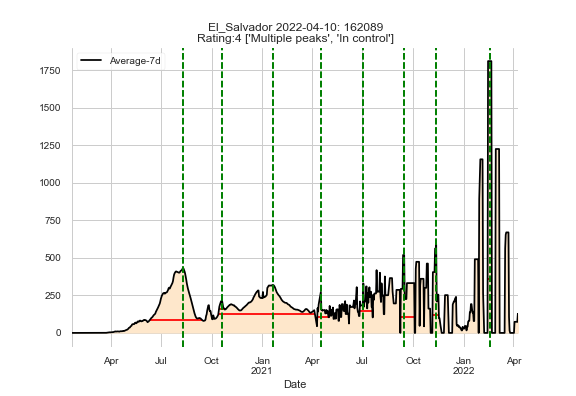 El_Salvador 2022-04-10: 162089
Rating:4 ['Multiple peaks', 'In control']
Average-7d
1750
1500
1250
1000
750
500
250
0
Apr Jul Oct Jan Apr Jul Oct Jan Apr
2021 2022
Date